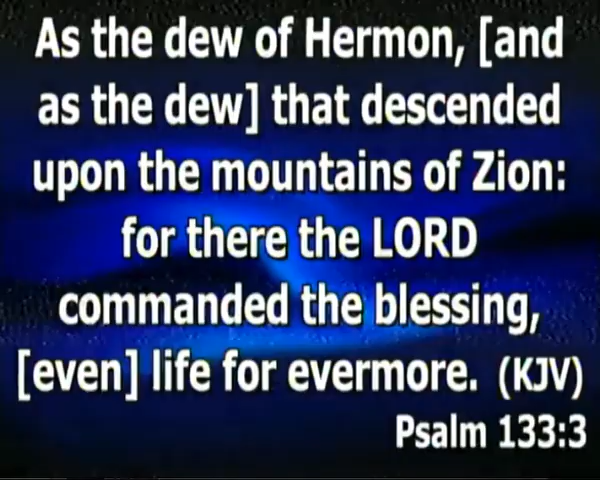 As the dew of Hermon, [and
as the dew] that descended
upon the mountains of Zion:
for there the LORD
commanded the blessing,
[even] life for evermore. (KJV)
Psalm 133:3